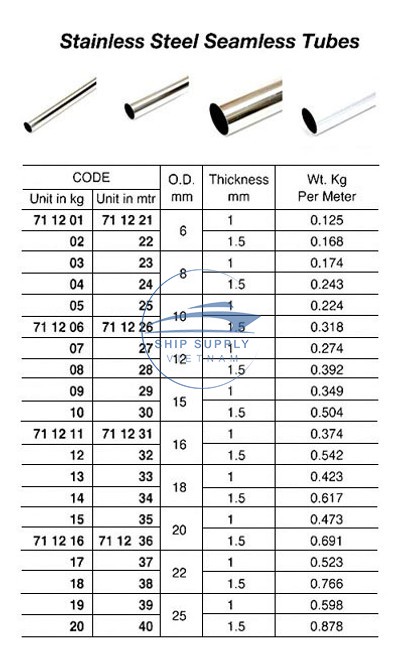 Stainless Steel Seamless Tubes
CODE O.D. mm Thickness mm Wt. Kg Per Meter
Unit in kg Unit in mtr
71 12 01 71 12 21 6 1 0.125
02 22 1.5 0.168
03 23 8 1 0.174
04 24 1.5 0.243
05 25 10 1 0.224
71 12 06 71 12 26 1.5 0.318
07 27 12 1 0.274
08 28 1.5 0.392
09 29 15 1 0.349
10 30 1.5 0.504
71 12 11 71 12 31 16 1 0.374
12 32 1.5 0.542
13 33 18 1 0.423
14 34 1.5 0.617
15 35 20 1 0.473
71 12 16 71 12 36 1.5 0.691
17 37 22 1 0.523
18 38 1.5 0.766
19 39 25 1 0.598
20 40 1.5 0.878
SHIP SUPPLY
VIETNAM